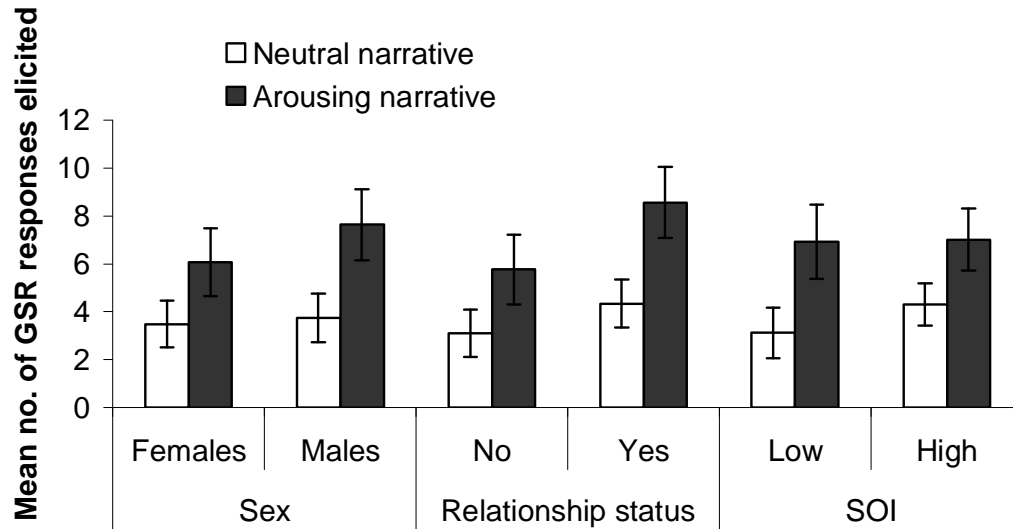 Mean no. of GSR responses elicited
Neutral narrative
Arousing narrative
12
10
8
6
4
2
0
Females Males No Yes Low High
Sex Relationship status SOI